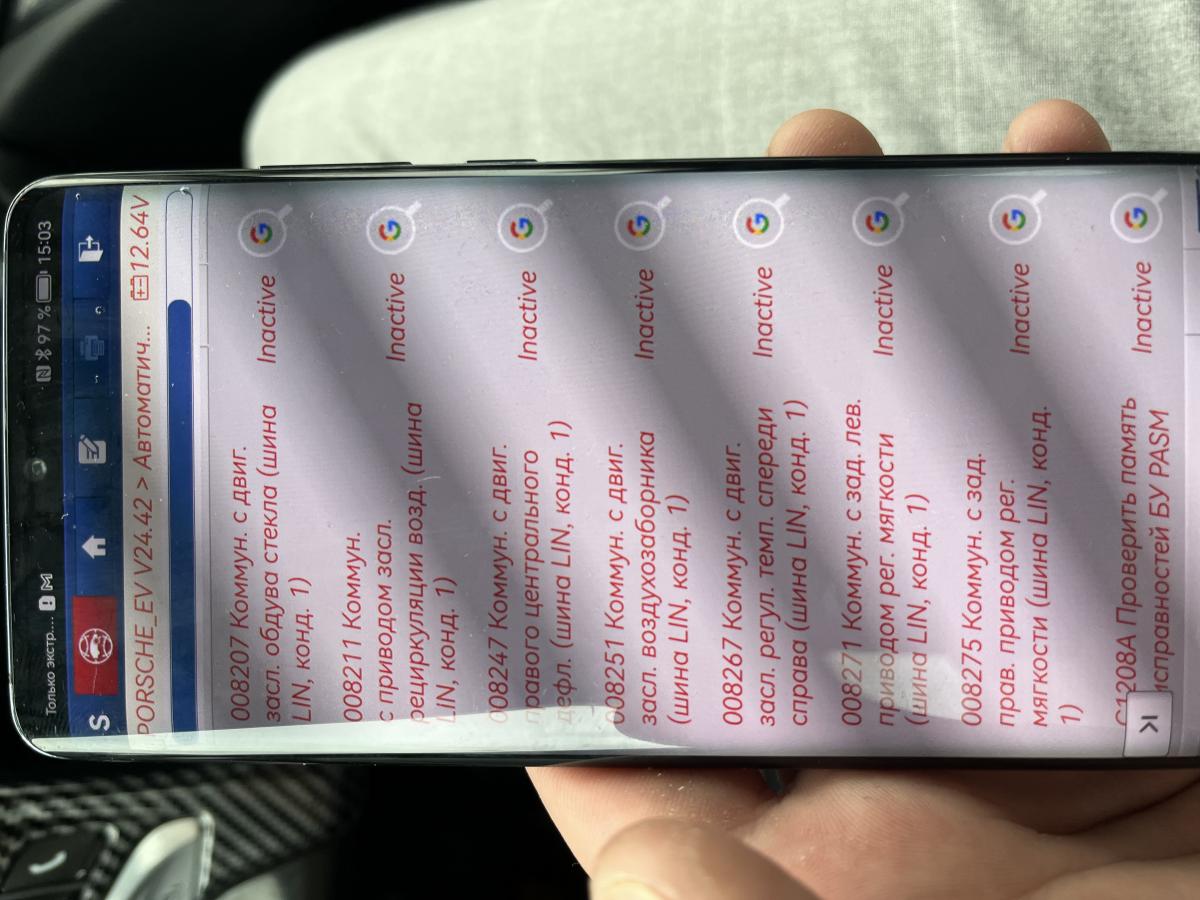 Только экстр....
97 % 15:03
S
PORSCHE_EV V24.42 > Автоматич... 12.64V
008207 Коммун. с двиг.
засл. обдува стекла (шина
LIN, конд. 1)
Inactive
008211 Коммун.
с приводом засл.
рециркуляции возд. (шина
LIN, конд. 1)
Inactive
008247 Коммун. с двиг.
правого центрального
дефл. (шина LIN, конд. 1)
Inactive
008251 Коммун. с двиг.
засл. воздухозаборника
(шина LIN, конд. 1)
Inactive
008267 Коммун. с двиг.
засл. регул. темп. спереди
справа (шина LIN, конд. 1)
Inactive
008271 Коммун. с зад. лев.
приводом рег. мягкости
(шина LIN, конд. 1)
Inactive
008275 Коммун. с зад.
прав. приводом рег.
мягкости (шина LIN, конд.
1)
Inactive
C1208A Проверить память
исправностей БУ PASM
Inactive